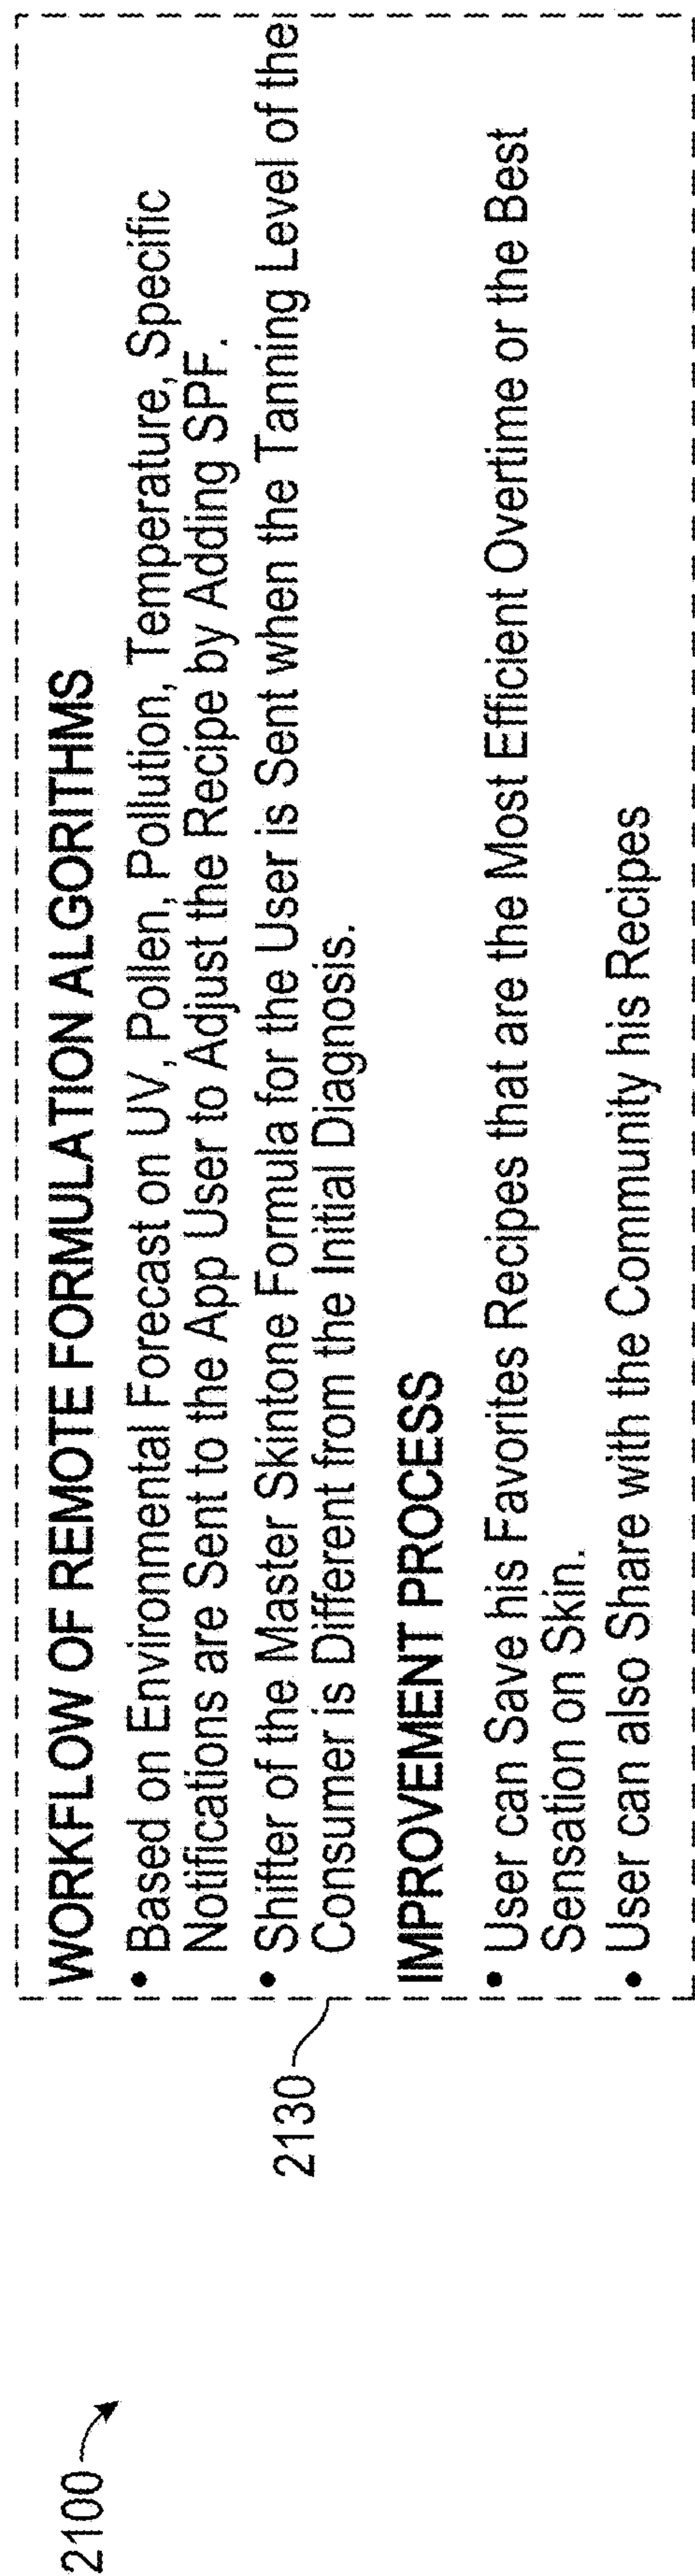 2100
2130
WORKFLOW OF REMOTE FORMULATION ALGORITHMS
• Based on Environmental Forecast on UV, Pollen, Pollution, Temperature, Specific
Notifications are Sent to the App User to Adjust the Recipe by Adding SPF.
• Shifter of the Master Skintone Formula for the User is Sent when the Tanning Level of the
Consumer is Different from the Initial Diagnosis.
IMPROVEMENT PROCESS
• User can Save his Favorites Recipes that are the Most Efficient Overtime or the Best
Sensation on Skin.
• User can also Share with the Community his Recipes